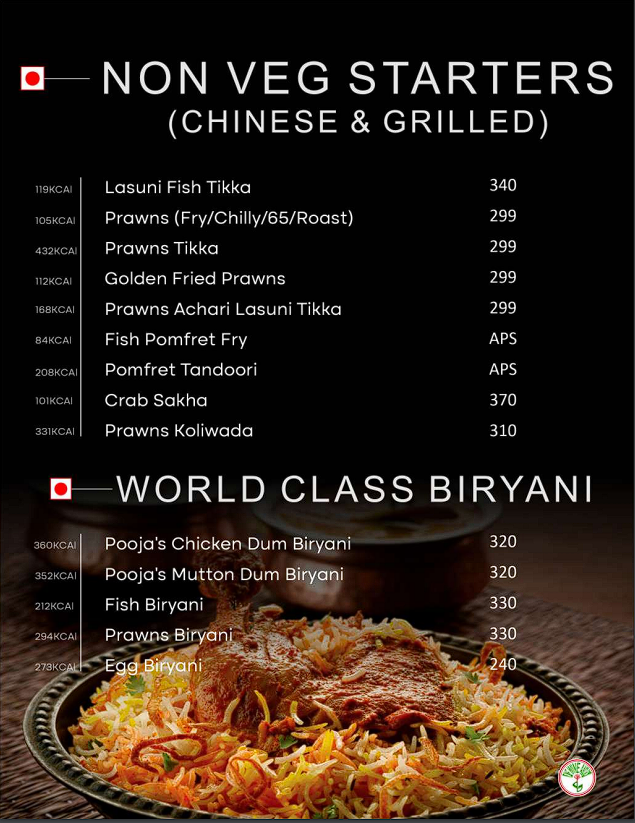 NON VEG STARTERS
(CHINESE & GRILLED)
119KCAl Lasuni Fish Tikka 340
105KCAl Prawns (Fry/Chilly/65/Roast) 299
432KCAl Prawns Tikka 299
112KCAl Golden Fried Prawns 299
168KCAl Prawns Achari Lasuni Tikka 299
84KCAl Fish Pomfret Fry APS
208KCAl Pomfret Tandoori APS
101KCAl Crab Sakha 370
331KCAl Prawns Koliwada 310
WORLD CLASS BIRYANI
360KCAl Pooja's Chicken Dum Biryani 320
352KCAl Pooja's Mutton Dum Biryani 320
212KCAl Fish Biryani 330
294KCAl Prawns Biryani 330
273KCAl Egg Biryani 240